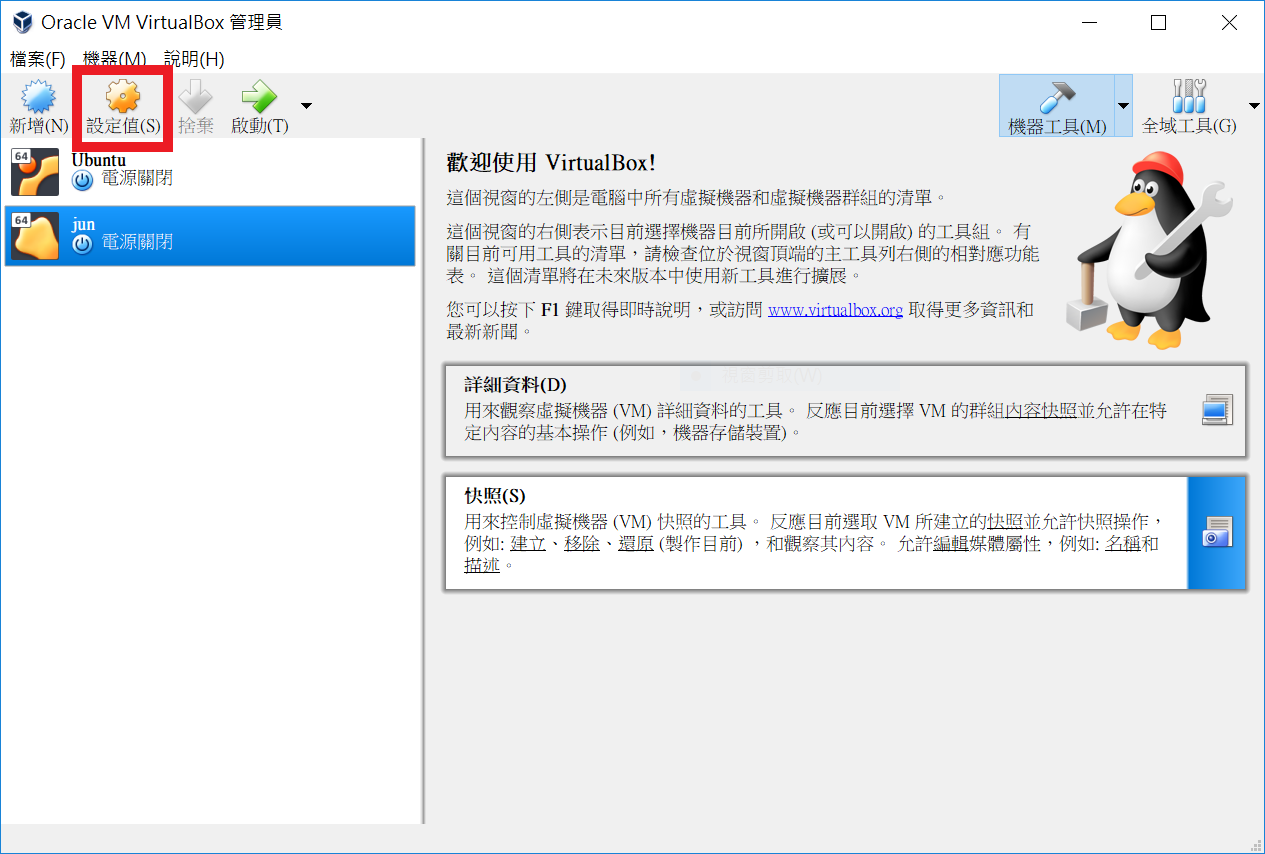 Oracle VM VirtualBox 管理員
檔案(F) 機器(M) 說明(H)
新增(N) 設定值(S) 捨棄 啟動(T) 機器工具(M) 全域工具(G)
64 Ubuntu
電源關閉
64 jun
電源關閉
歡迎使用 VirtualBox!
這個視窗的左側是電腦中所有虛擬機器和虛擬機器群組的清單。
這個視窗的右側表示目前選擇機器目前所開啟 (或可以開啟) 的工具組。 有
關目前可用工具的清單，請檢查位於視窗頂端的主工具列右側的相對應功能
表。 這個清單將在未來版本中使用新工具進行擴展。
您可以按下 F1 鍵取得即時說明，或訪問 www.virtualbox.org 取得更多資訊和
最新新聞。
視窗剪取(W)
詳細資料(D)
用來觀察虛擬機器 (VM) 詳細資料的工具。 反應目前選擇 VM 的群組內容快照並允許在特
定內容的基本操作 (例如，機器存儲裝置)。
快照(S)
用來控制虛擬機器 (VM) 快照的工具。 反應目前選取 VM 所建立的快照並允許快照操作，
例如: 建立、移除、還原 (製作目前) ，和觀察其內容。 允許編輯媒體屬性，例如: 名稱和
描述。